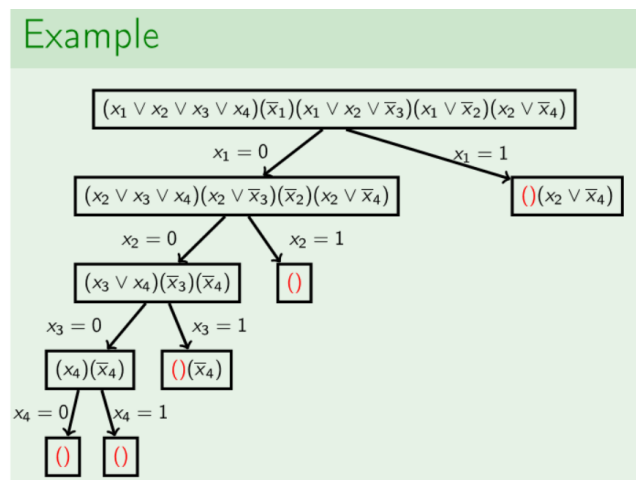 Example
(x₁ ∨ x₂ ∨ x₃ ∨ x₄)(x̅₁)(x₁ ∨ x₂ ∨ x̅₃)(x₁ ∨ x̅₂)(x₂ ∨ x̅₄)
x₁ = 0
x₁ = 1
(x₂ ∨ x₃ ∨ x₄)(x₂ ∨ x̅₃)(x̅₂)(x₂ ∨ x̅₄)
()(x₂ ∨ x̅₄)
x₂ = 0
x₂ = 1
(x₃ ∨ x₄)(x̅₃)(x̅₄)
()
x₃ = 0
x₃ = 1
(x₄)(x̅₄)
()(x̅₄)
x₄ = 0
x₄ = 1
()
()